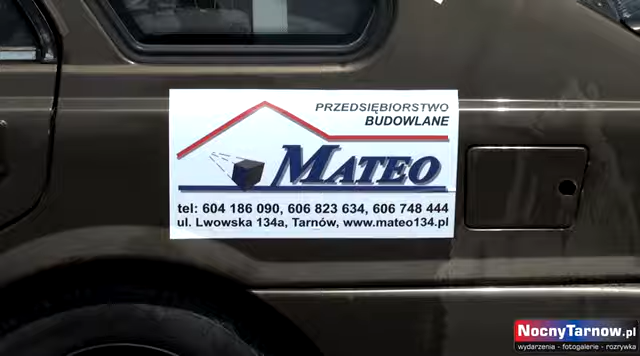 PRZEDSIĘBIORSTWO
BUDOWLANE
MATEO
tel: 604 186 090, 606 823 634, 606 748 444
ul. Lwowska 134a, Tarnów, www.mateo134.pl
NocnyTarnow.pl
wydarzenia - fotogalerie - rozrywka